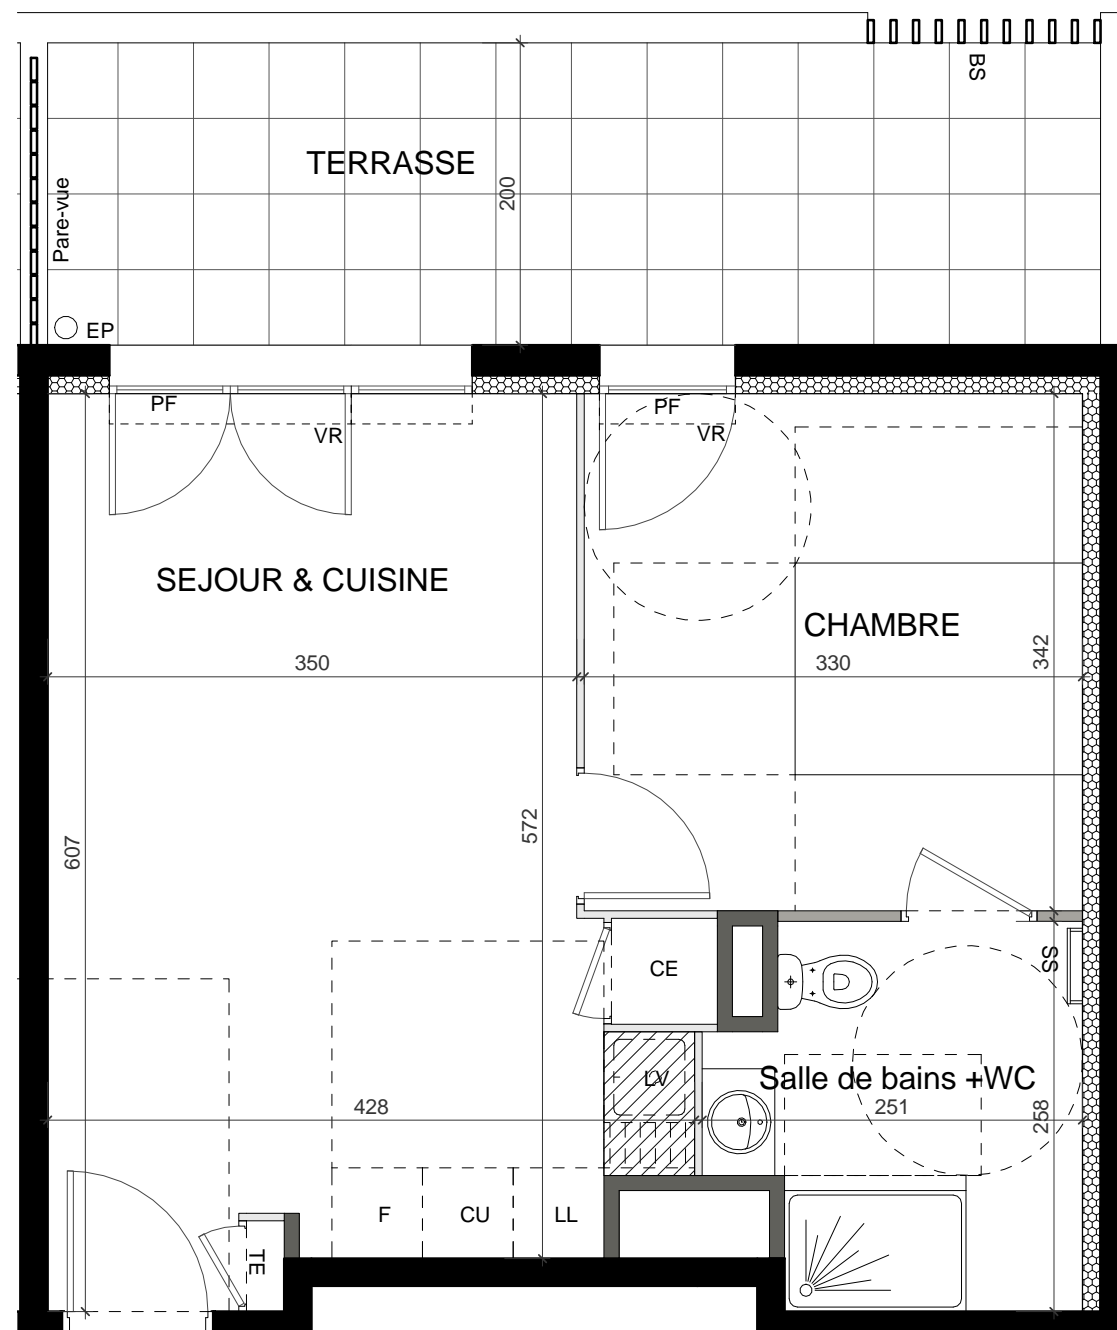 BS
TERRASSE
200
Pare-vue
EP
PF
VR
PF
VR
SEJOUR & CUISINE
CHAMBRE
350
330
342
607
572
CE
SS
LV
Salle de bains +WC
428
251
258
F
CU
LL
TE